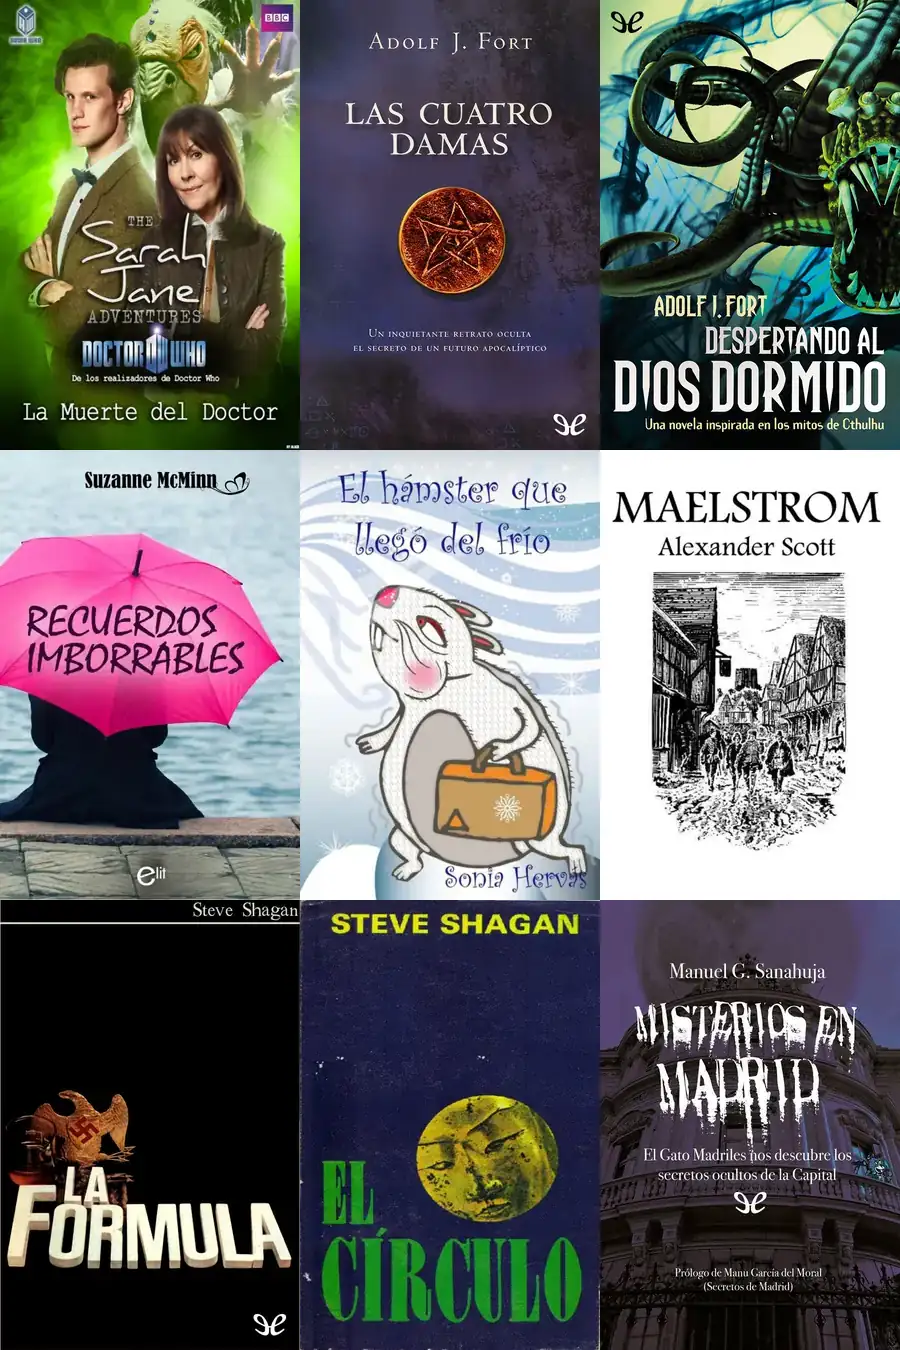 BBC
THE
Sarah
Jane
ADVENTURES
DOCTOR WHO
De los realizadores de Doctor Who
La Muerte del Doctor
ADOLF J. FORT
LAS CUATRO
DAMAS
UN INQUIETANTE RETRATO OCULTA
EL SECRETO DE UN FUTURO APOCALÍPTICO
ADOLF J. FORT
DESPERTANDO AL
DIOS DORMIDO
Una novela inspirada en los mitos de Cthulhu
Suzanne McMinn
RECUERDOS
IMBORRABLES
elit
El hámster que
llegó del frío
Sonia Hervás
MAELSTROM
Alexander Scott
Steve Shagan
LA
FORMULA
STEVE SHAGAN
EL
CÍRCULO
Manuel G. Sanahuja
MISTERIOS EN
MADRID
El Gato Madriles nos descubre los
secretos ocultos de la Capital
Prólogo de Manu García del Moral
(Secretos de Madrid)